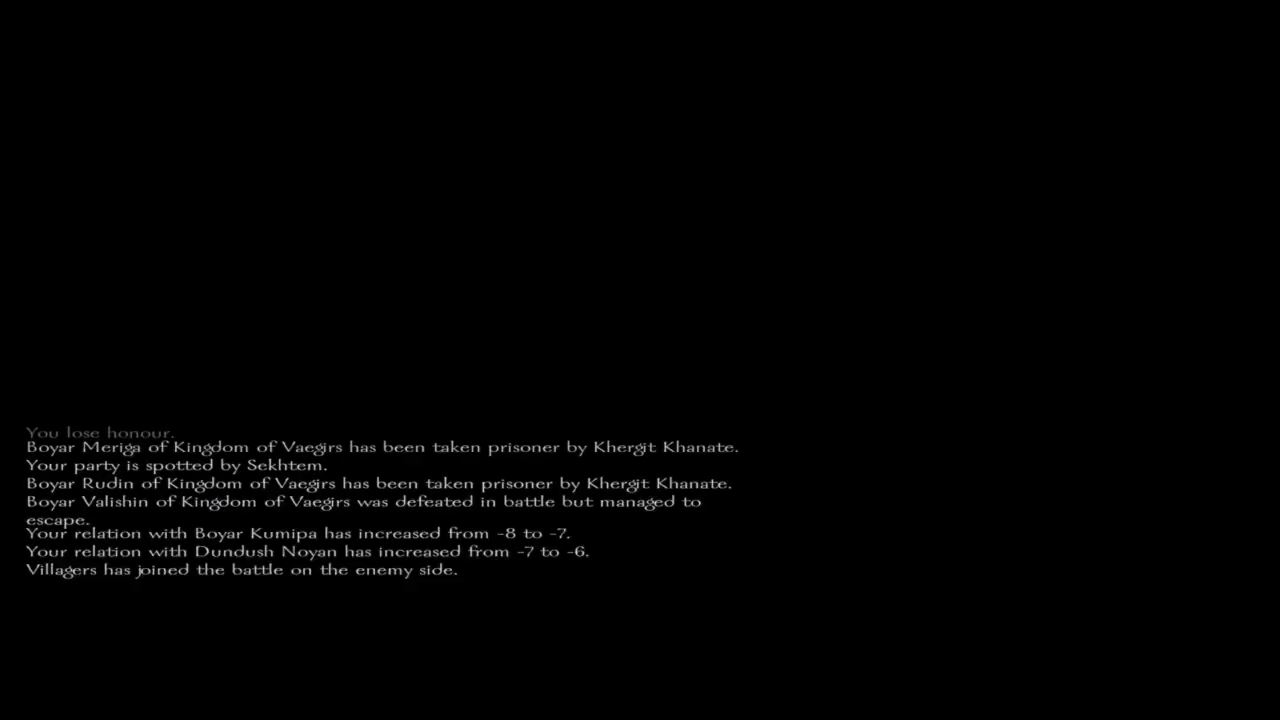 You lose honour.
Boyar Meriga of Kingdom of Vaegirs has been taken prisoner by Khergit Khanate.
Your party is spotted by Sekhtem.
Boyar Rudin of Kingdom of Vaegirs has been taken prisoner by Khergit Khanate.
Boyar Valishin of Kingdom of Vaegirs was defeated in battle but managed to
escape.
Your relation with Boyar Kumipa has increased from -8 to -7.
Your relation with Dundush Noyan has increased from -7 to -6.
Villagers has joined the battle on the enemy side.